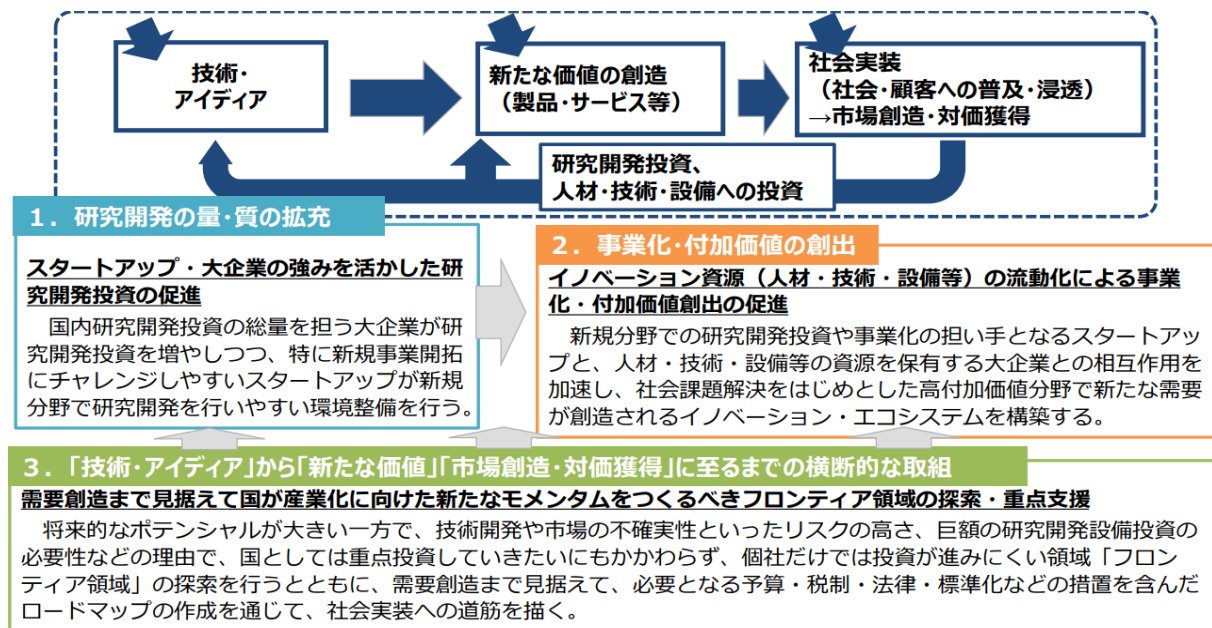 技術・
アイディア
新たな価値の創造
（製品・サービス等）
社会実装
（社会・顧客への普及・浸透）
→市場創造・対価獲得
研究開発投資、
人材・技術・設備への投資
１．研究開発の量・質の拡充
スタートアップ・大企業の強みを活かした研
究開発投資の促進
国内研究開発投資の総量を担う大企業が研
究開発投資を増やしつつ、特に新規事業開拓
にチャレンジしやすいスタートアップが新規
分野で研究開発を行いやすい環境整備を行う。
２．事業化・付加価値の創出
イノベーション資源（人材・技術・設備等）の流動化による事業
化・付加価値創出の促進
新規分野での研究開発投資や事業化の担い手となるスタートアッ
プと、人材・技術・設備等の資源を保有する大企業との相互作用を
加速し、社会課題解決をはじめとした高付加価値分野で新たな需要
が創造されるイノベーション・エコシステムを構築する。
３．「技術・アイディア」から「新たな価値」「市場創造・対価獲得」に至るまでの横断的な取組
需要創造まで見据えて国が産業化に向けた新たなモメンタムをつくるべきフロンティア領域の探索・重点支援
将来的なポテンシャルが大きい一方で、技術開発や市場の不確実性といったリスクの高さ、巨額の研究開発設備投資の
必要性などの理由で、国としては重点投資していきたいにもかかわらず、個社だけでは投資が進みにくい領域「フロン
ティア領域」の探索を行うとともに、需要創造まで見据えて、必要となる予算・税制・法律・標準化などの措置を含んだ
ロードマップの作成を通じて、社会実装への道筋を描く。